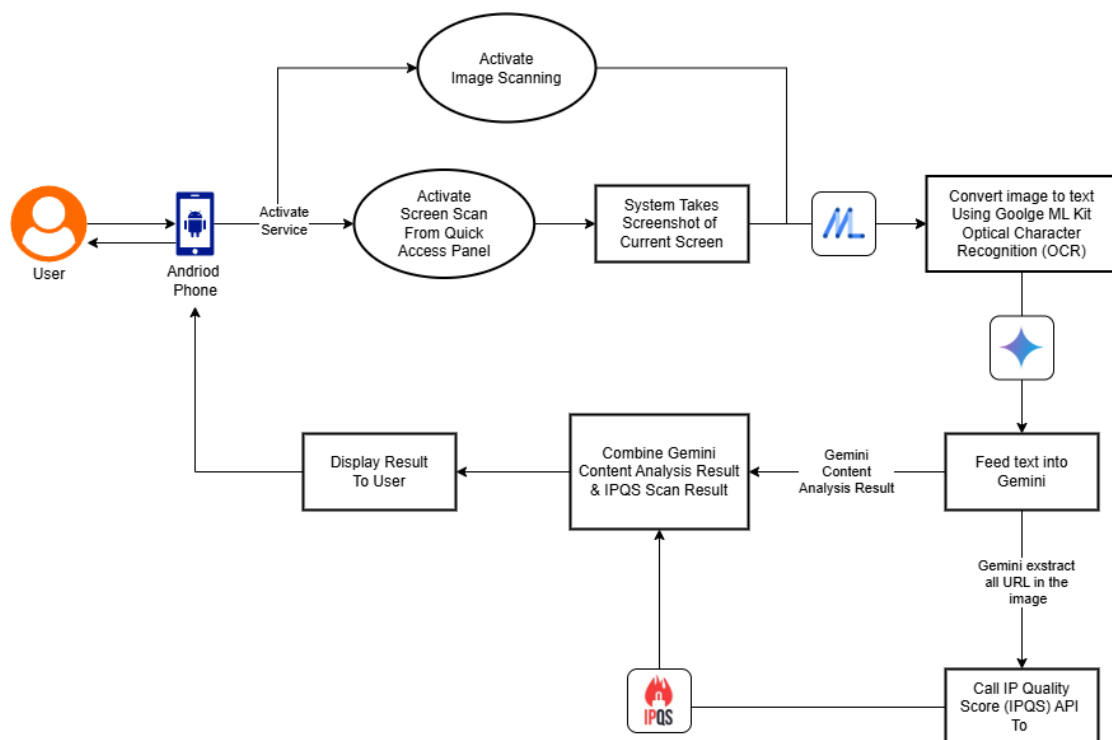 Activate
Image Scanning
User
Andriod
Phone
Activate
Service
Activate
Screen Scan
From Quick
Access Panel
System Takes
Screenshot of
Current Screen
Convert image to text
Using Goolge ML Kit
Optical Character
Recognition (OCR)
Display Result
To User
Combine Gemini
Content Analysis Result
& IPQS Scan Result
Gemini
Content
Analysis Result
Feed text into
Gemini
Gemini exstract
all URL in the
image
IPQS
Call IP Quality
Score (IPQS) API
To